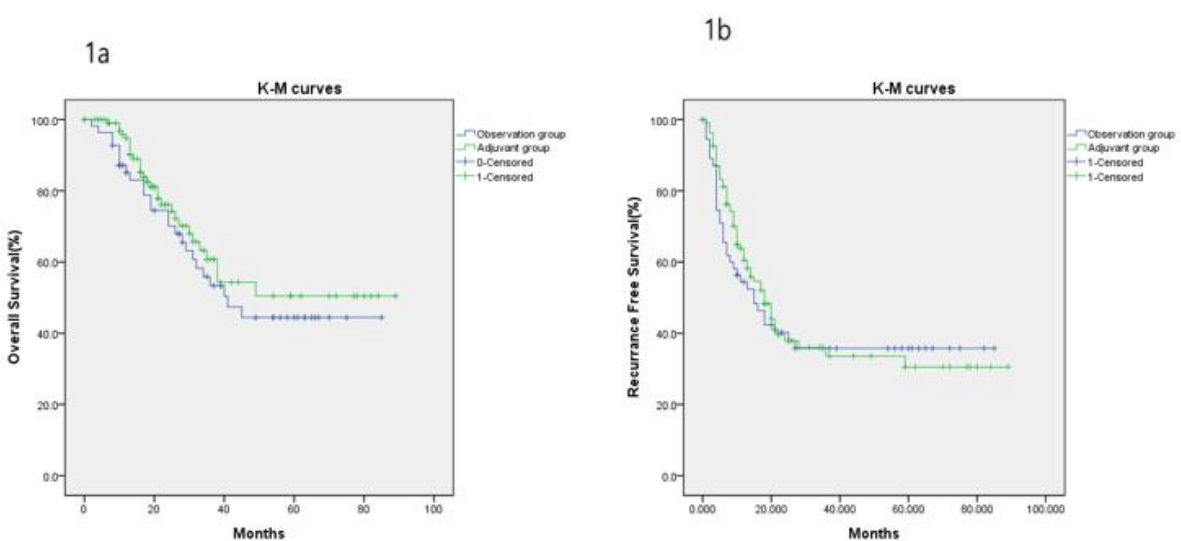 1a
K-M curves
Overall Survival(%)
100.0
80.0
60.0
40.0
20.0
0.0
0 20 40 60 80 100
Months
Observation group
Adjuvant group
0-Censored
1-Censored
1b
K-M curves
Recurrance Free Survival(%)
100.0
80.0
60.0
40.0
20.0
0.0
0.000 20.000 40.000 60.000 80.000 100.000
Months
Observation group
Adjuvant group
1-Censored
1-Censored